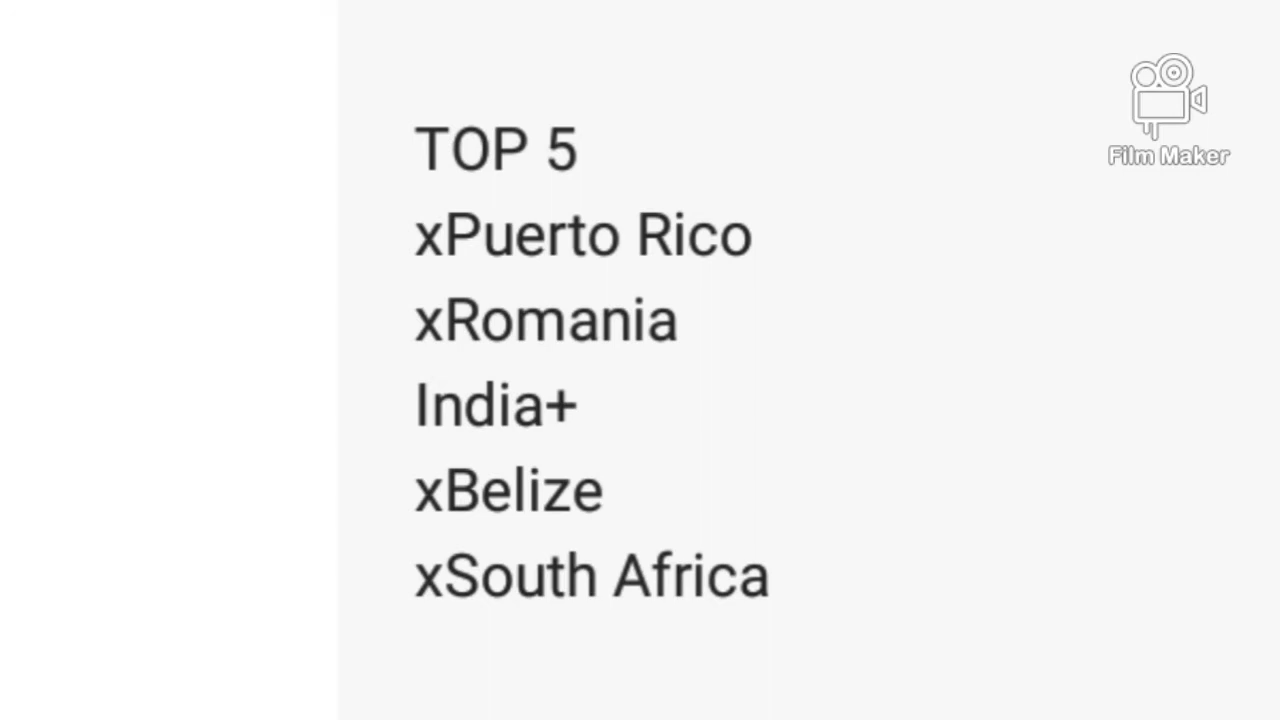 TOP 5
xPuerto Rico
xRomania
India+
xBelize
xSouth Africa
Film Maker